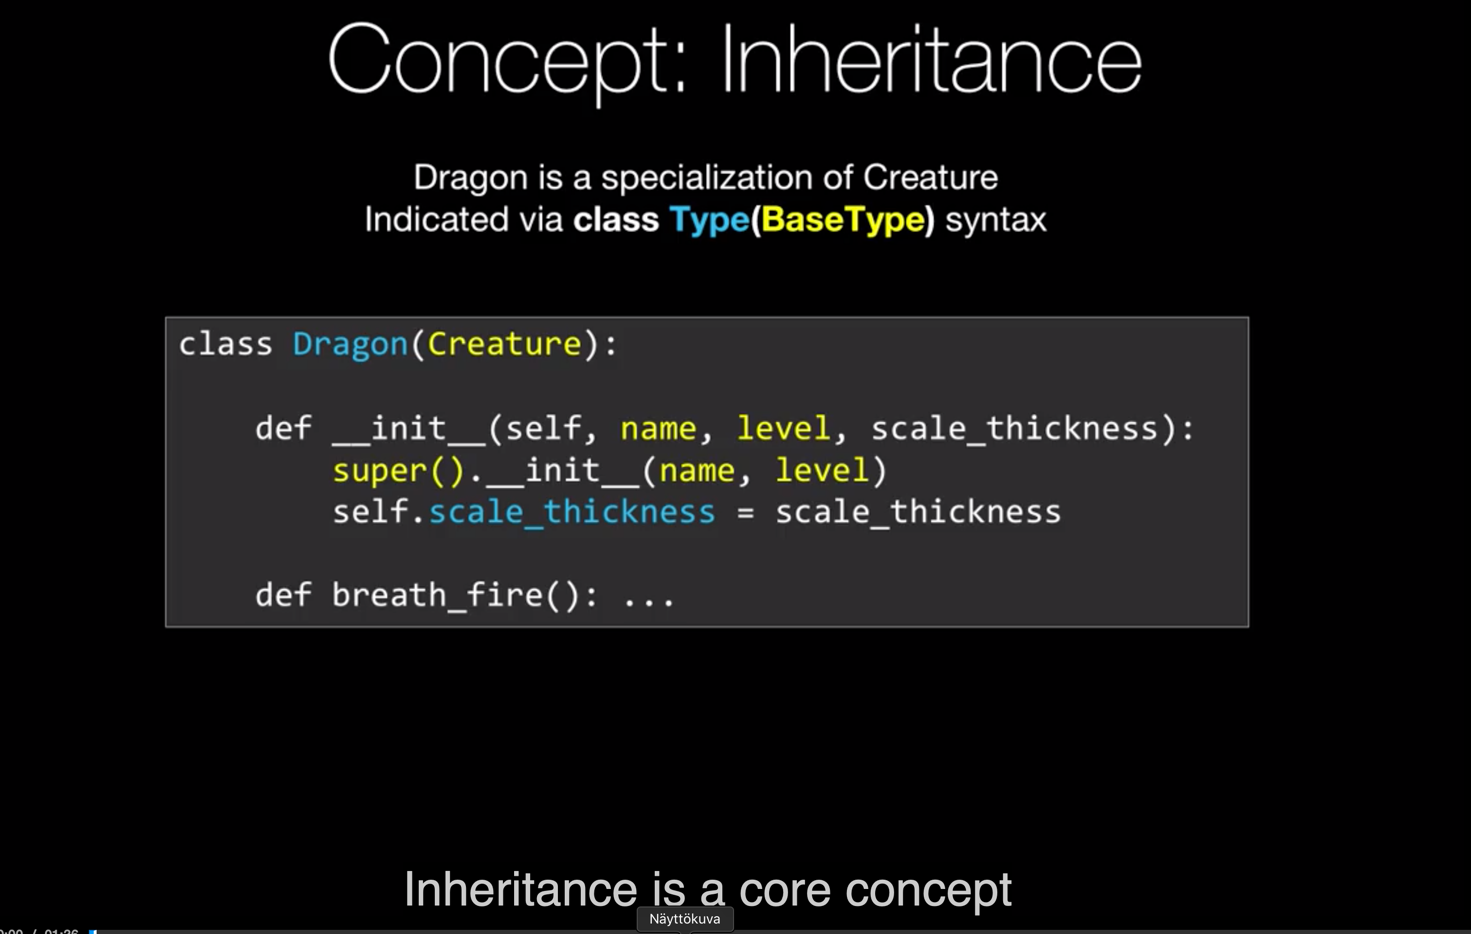 Concept: Inheritance
Dragon is a specialization of Creature
Indicated via class Type(BaseType) syntax
class Dragon(Creature):
    def __init__(self, name, level, scale_thickness):
        super().__init__(name, level)
        self.scale_thickness = scale_thickness
    def breath_fire(): ...
Inheritance is a core concept
Näyttökuva